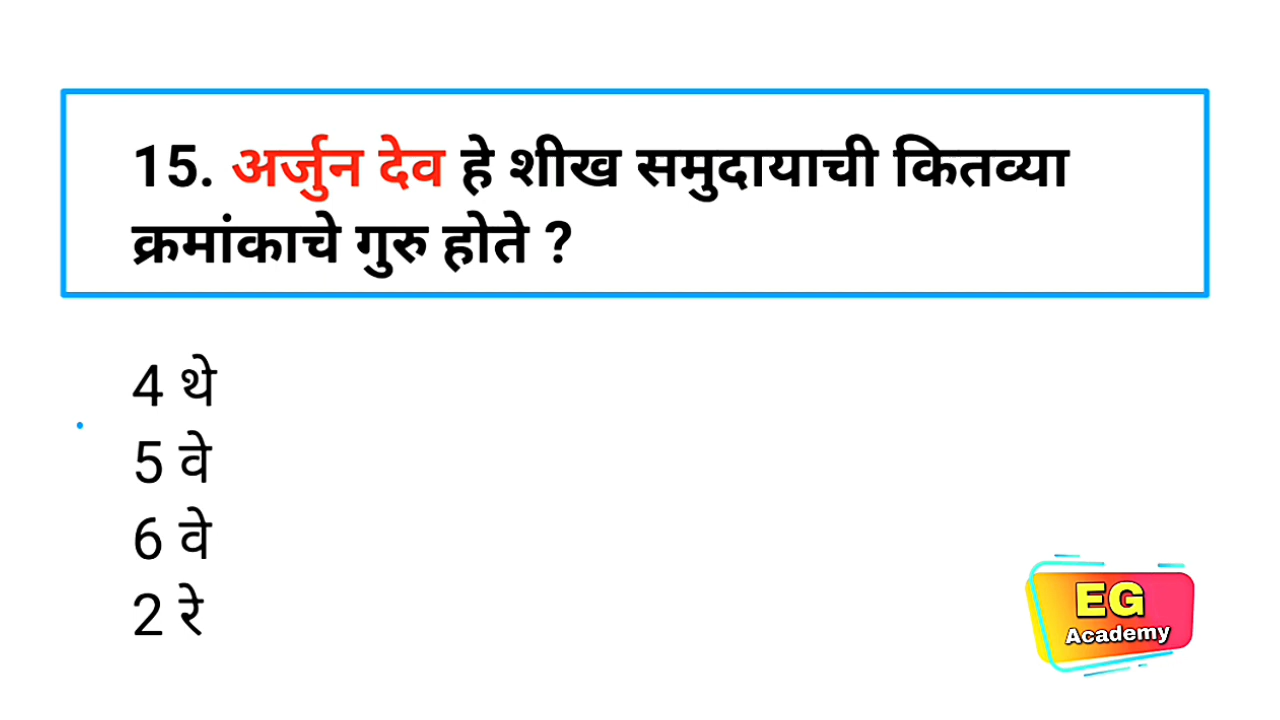 15. अर्जुन देव हे शीख समुदायाची कितव्या
क्रमांकाचे गुरु होते ?
4 थे
5 वे
6 वे
2 रे
EG
Academy